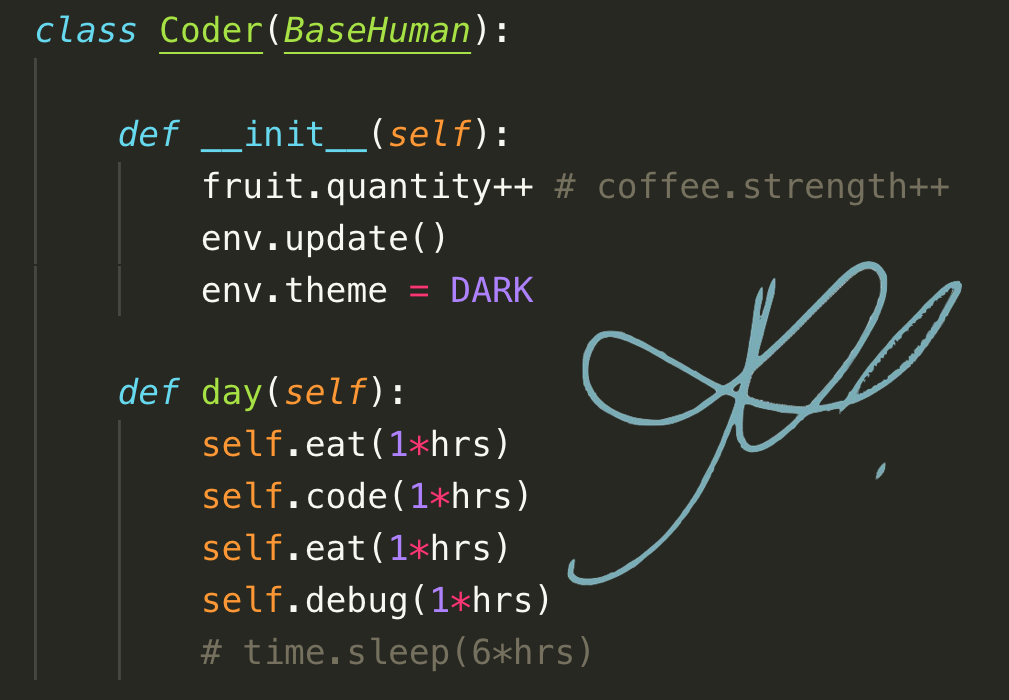 class Coder(BaseHuman):
def __init__(self):
fruit.quantity++ # coffee.strength++
env.update()
env.theme = DARK
def day(self):
self.eat(1*hrs)
self.code(1*hrs)
self.eat(1*hrs)
self.debug(1*hrs)
# time.sleep(6*hrs)